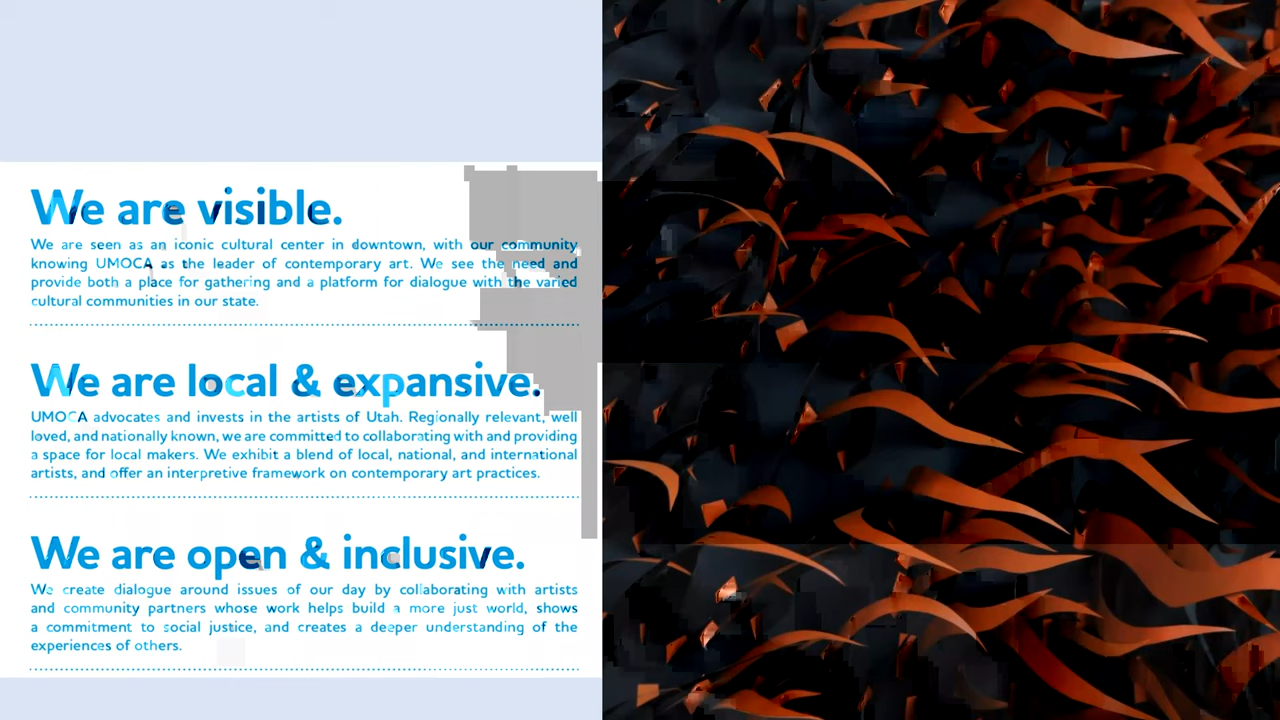 We are visible.
We are seen as an iconic cultural center in downtown, with our community
knowing UMOCA as the leader of contemporary art. We see the need and
provide both a place for gathering and a platform for dialogue with the varied
cultural communities in our state.
We are local & expansive.
UMOCA advocates and invests in the artists of Utah. Regionally relevant, well
loved, and nationally known, we are committed to collaborating with and providing
a space for local makers. We exhibit a blend of local, national, and international
artists, and offer an interpretive framework on contemporary art practices.
We are open & inclusive.
We create dialogue around issues of our day by collaborating with artists
and community partners whose work helps build a more just world, shows
a commitment to social justice, and creates a deeper understanding of the
experiences of others.